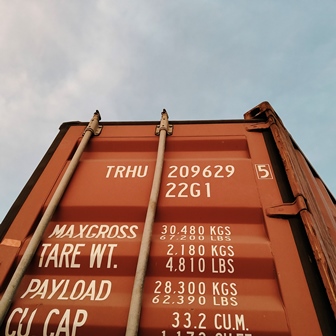 TRHU 209629 5
22G1
MAXGROSS 30.480 KGS
67.200 LBS
TARE WT. 2.180 KGS
4.810 LBS
PAYLOAD 28.300 KGS
62.390 LBS
CU CAP 33.2 CU.M.